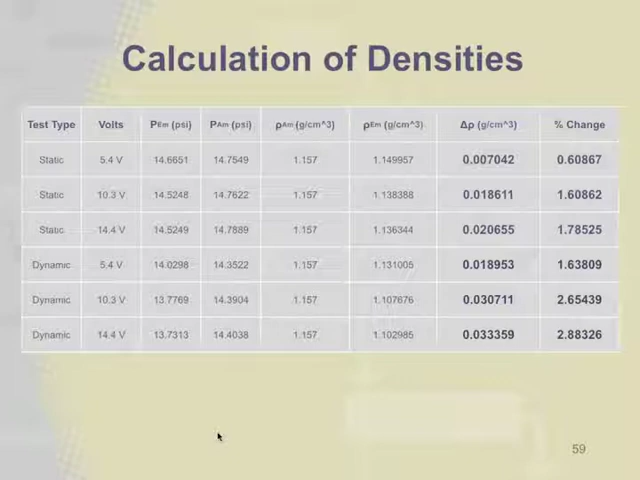 Calculation of Densities
Test Type Volts PEm (psi) PAm (psi) ρAm (g/cm^3) ρEm (g/cm^3) Δρ (g/cm^3) % Change
Static 5.4 V 14.6651 14.7549 1.157 1.149957 0.007042 0.60867
Static 10.3 V 14.5248 14.7622 1.157 1.138388 0.018611 1.60862
Static 14.4 V 14.5249 14.7889 1.157 1.136344 0.020655 1.78525
Dynamic 5.4 V 14.0298 14.3522 1.157 1.131005 0.018953 1.63809
Dynamic 10.3 V 13.7769 14.3904 1.157 1.107676 0.030711 2.65439
Dynamic 14.4 V 13.7313 14.4038 1.157 1.102985 0.033359 2.88326
59